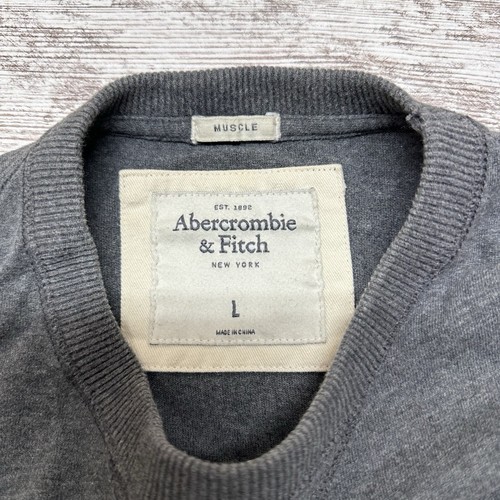 MUSCLE
EST. 1892
Abercrombie
& Fitch
NEW YORK
L
MADE IN CHINA